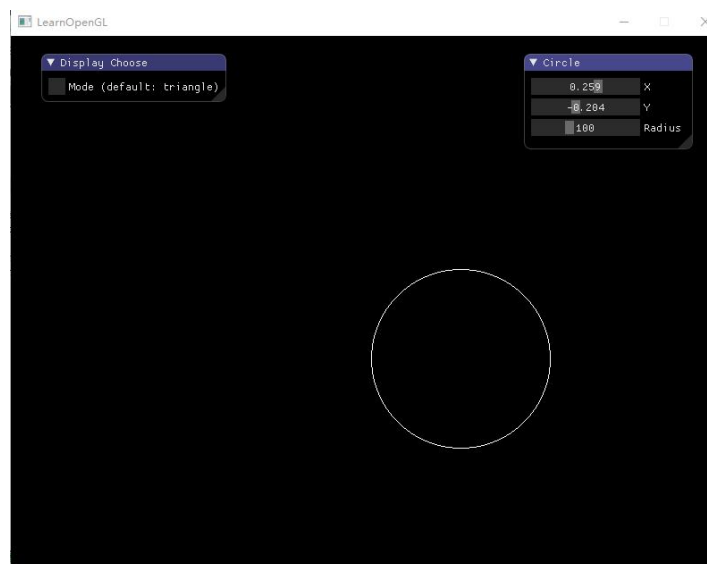 LearnOpenGL
Display Choose
Mode (default: triangle)
Circle
0.259 X
-0.204 Y
100 Radius